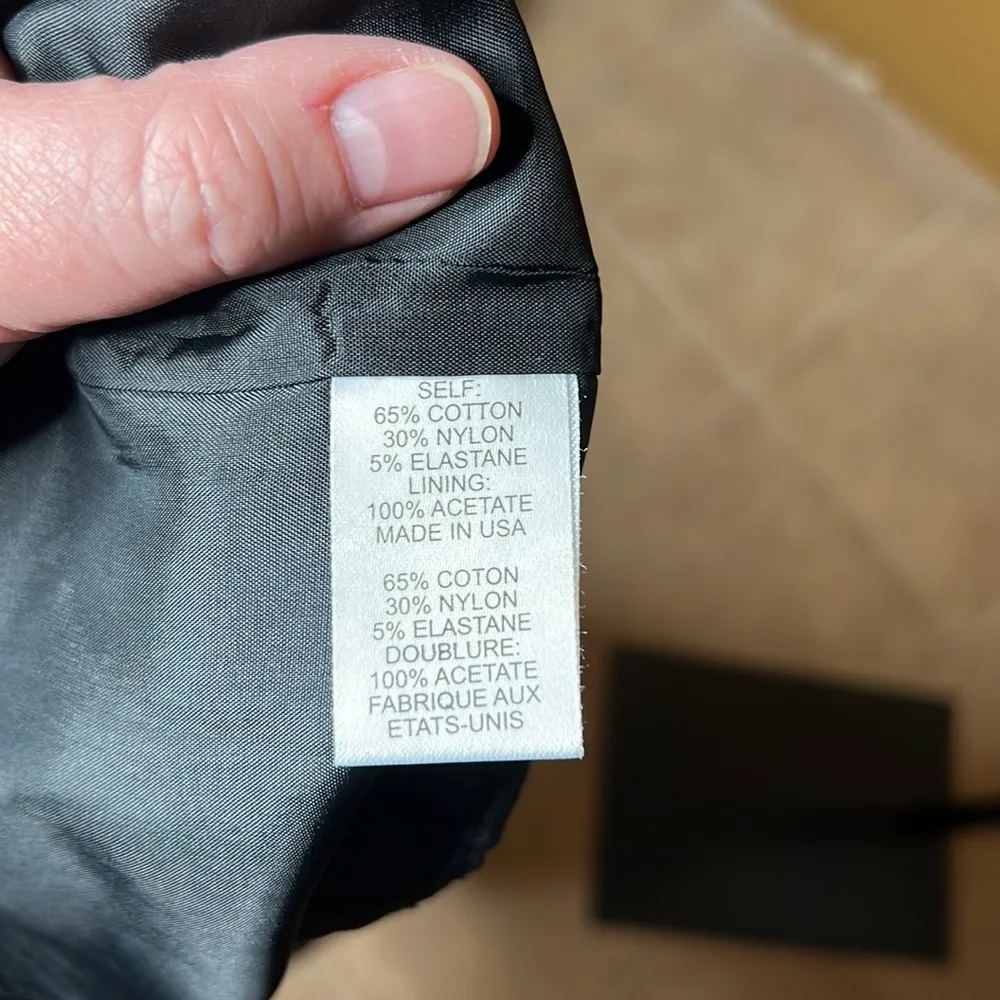 SELF:
65% COTTON
30% NYLON
5% ELASTANE
LINING:
100% ACETATE
MADE IN USA
65% COTON
30% NYLON
5% ELASTANE
DOUBLURE:
100% ACETATE
FABRIQUE AUX
ETATS-UNIS